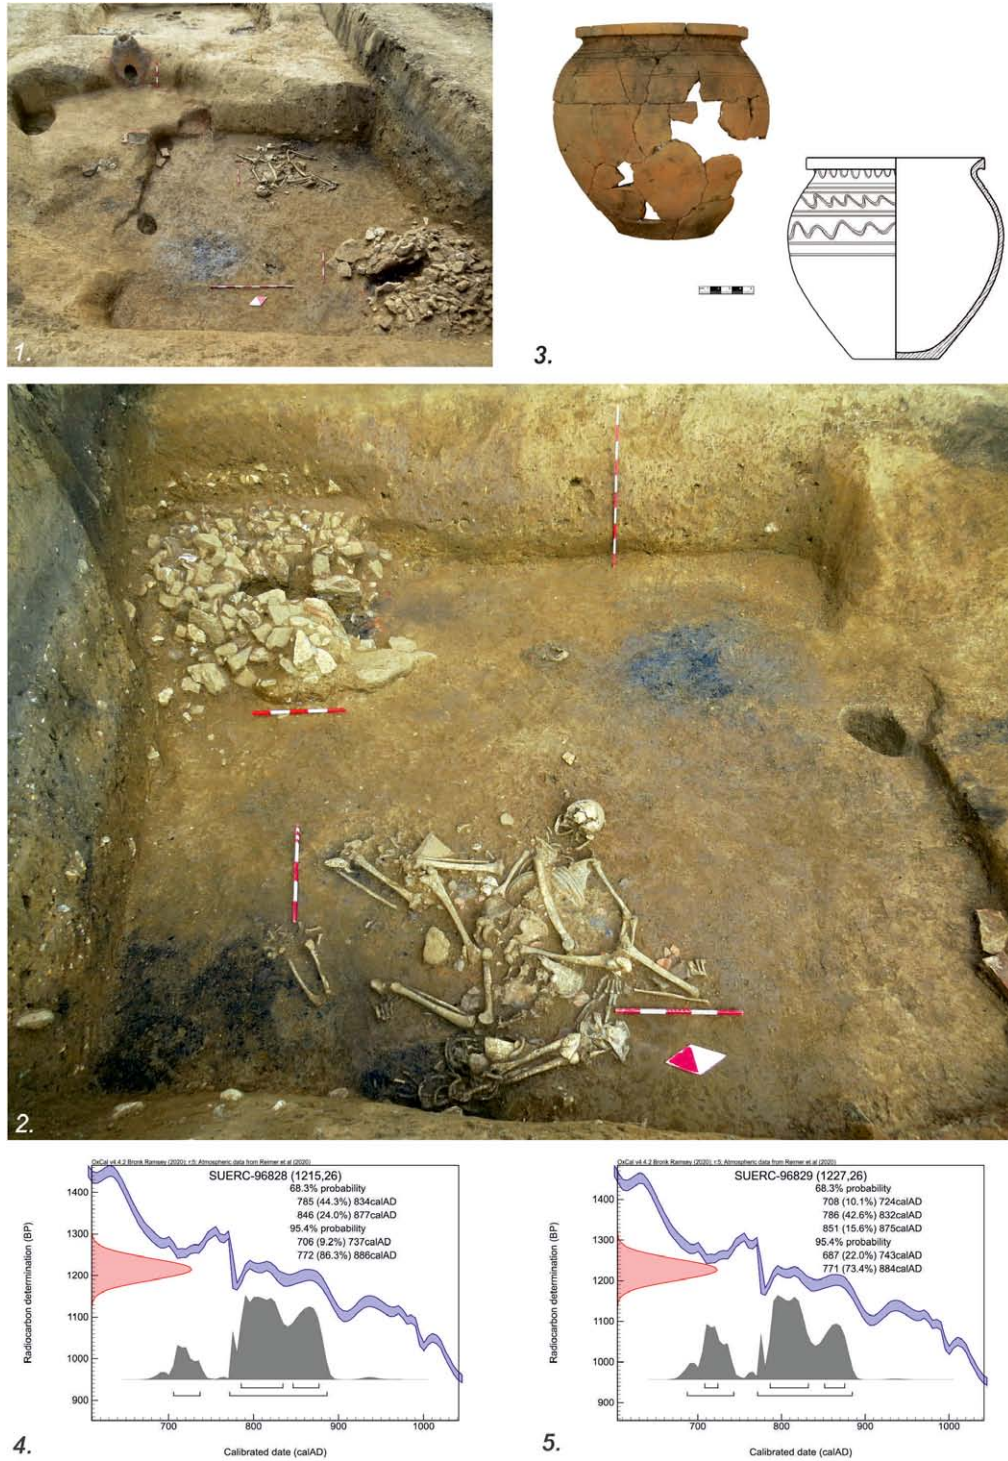 1.
3.
2.
OxCal v4.4.2 Bronk Ramsey (2020); r:5; Atmospheric data from Reimer et al (2020)
SUERC-96828 (1215,26)
68.3% probability
785 (44.3%) 834calAD
846 (24.0%) 877calAD
95.4% probability
706 (9.2%) 737calAD
772 (86.3%) 886calAD
Radiocarbon determination (BP)
1400
1300
1200
1100
1000
900
700
800
900
1000
Calibrated date (calAD)
4.
OxCal v4.4.2 Bronk Ramsey (2020); r:5; Atmospheric data from Reimer et al (2020)
SUERC-96829 (1227,26)
68.3% probability
708 (10.1%) 724calAD
786 (42.6%) 832calAD
851 (15.6%) 875calAD
95.4% probability
687 (22.0%) 743calAD
771 (73.4%) 884calAD
Radiocarbon determination (BP)
1400
1300
1200
1100
1000
900
700
800
900
1000
Calibrated date (calAD)
5.